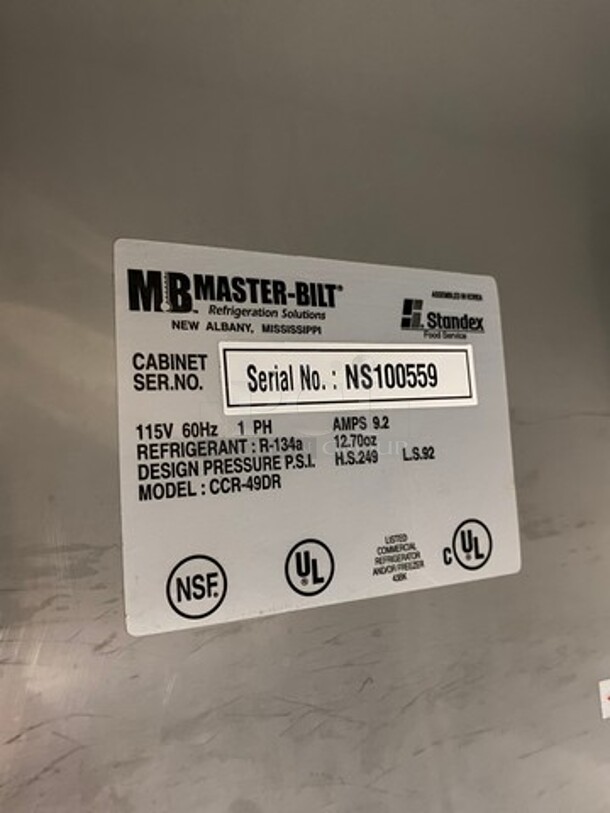 MB MASTER-BILT®
Refrigeration Solutions
NEW ALBANY, MISSISSIPPI
ASSEMBLED IN KOREA
Standex
Food Service
CABINET
SER.NO.
Serial No. : NS100559
115V 60Hz 1 PH AMPS 9.2
REFRIGERANT : R-134a 12.70oz
DESIGN PRESSURE P.S.I. H.S.249 L.S.92
MODEL : CCR-49DR
NSF.
UL
LISTED
COMMERCIAL
REFRIGERATOR
AND/OR FREEZER
43BK
C UL